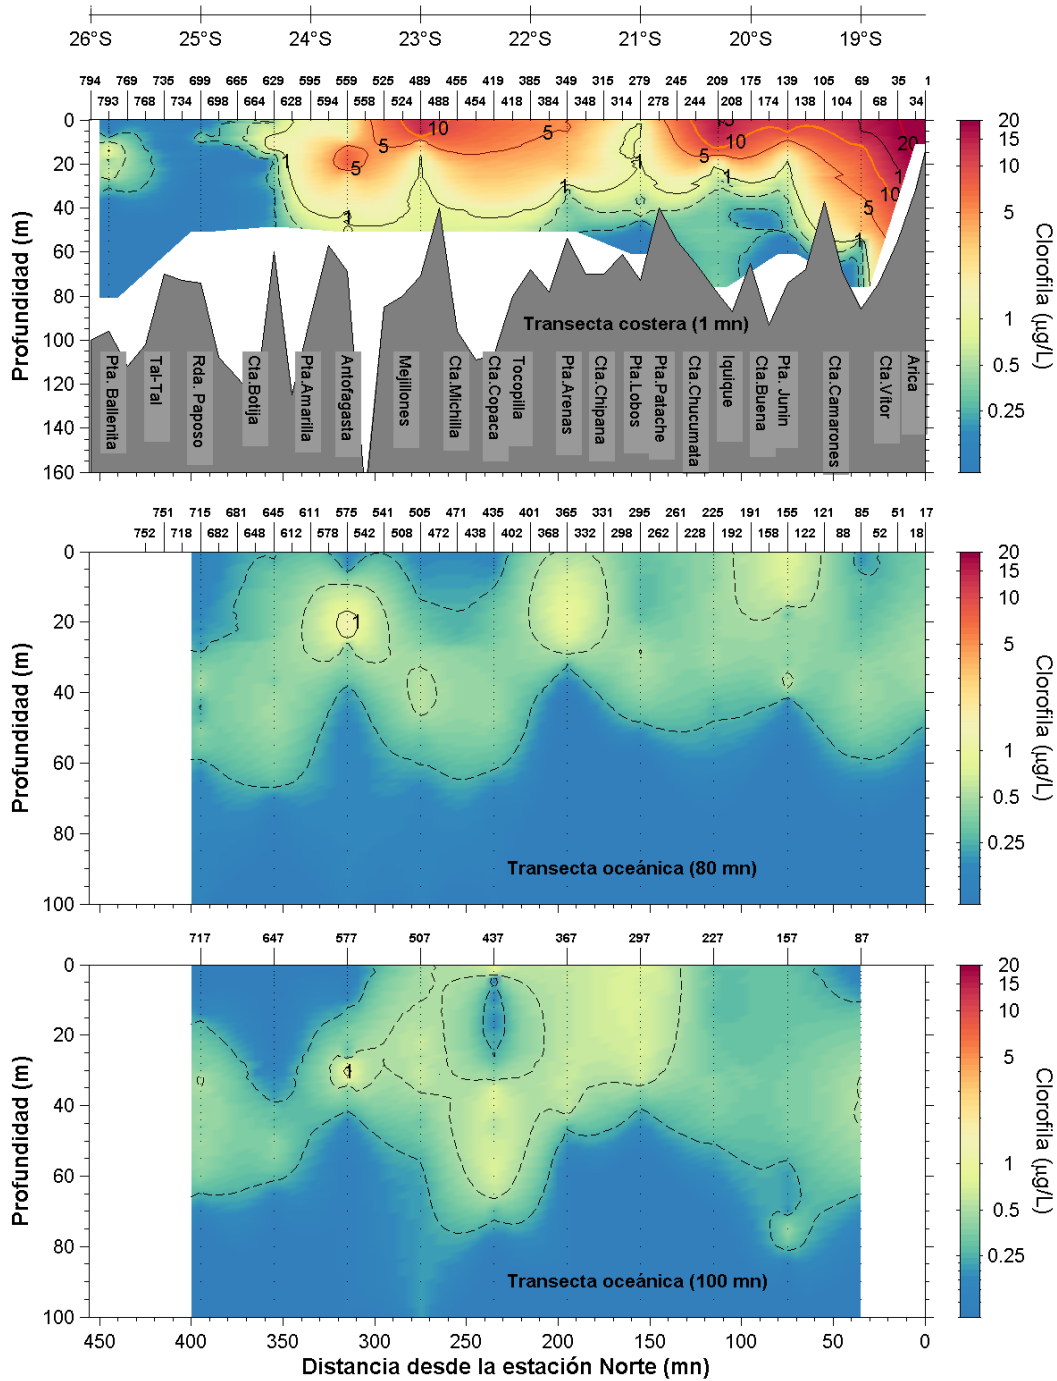 26°S 25°S 24°S 23°S 22°S 21°S 20°S 19°S
794 769 735 699 665 629 595 559 525 489 455 419 385 349 315 279 245 209 173 139 105 69 35 1
793 768 734 698 664 628 594 558 524 488 454 418 384 348 314 278 244 208 174 138 104 68 34
Profundidad (m)
0
20
40
60
80
100
120
140
160
1 5 5 10 5 1 1 5 10 1 1 5 10 20
Transecta costera (1 mn)
Pta. Ballenita
Tal-Tal
Rda. Paposo
Cta.Botija
Pta.Amarilla
Antofagasta
Mejillones
Cta.Michilla
Cta.Copaca
Tocopilla
Pta.Arenas
Cta.Chipana
Pta.Lobos
Pta.Patache
Cta.Chucumata
Iquique
Cta.Buena
Pta. Junin
Cta.Camarones
Cta.Vitor
Arica
20
15
10
5
1
0.5
0.25
Clorofila (µg/L)
751 715 681 645 611 575 541 505 471 435 401 365 331 295 261 225 191 155 121 85 51 17
752 718 682 648 612 578 542 508 472 438 402 368 332 298 262 228 192 158 122 88 52 18
Profundidad (m)
0
20
40
60
80
100
1
Transecta oceánica (80 mn)
20
15
10
5
1
0.5
0.25
Clorofila (µg/L)
717 647 577 507 437 367 297 227 157 87
Profundidad (m)
0
20
40
60
80
100
1
Transecta oceánica (100 mn)
20
15
10
5
1
0.5
0.25
Clorofila (µg/L)
450 400 350 300 250 200 150 100 50 0
Distancia desde la estación Norte (mn)